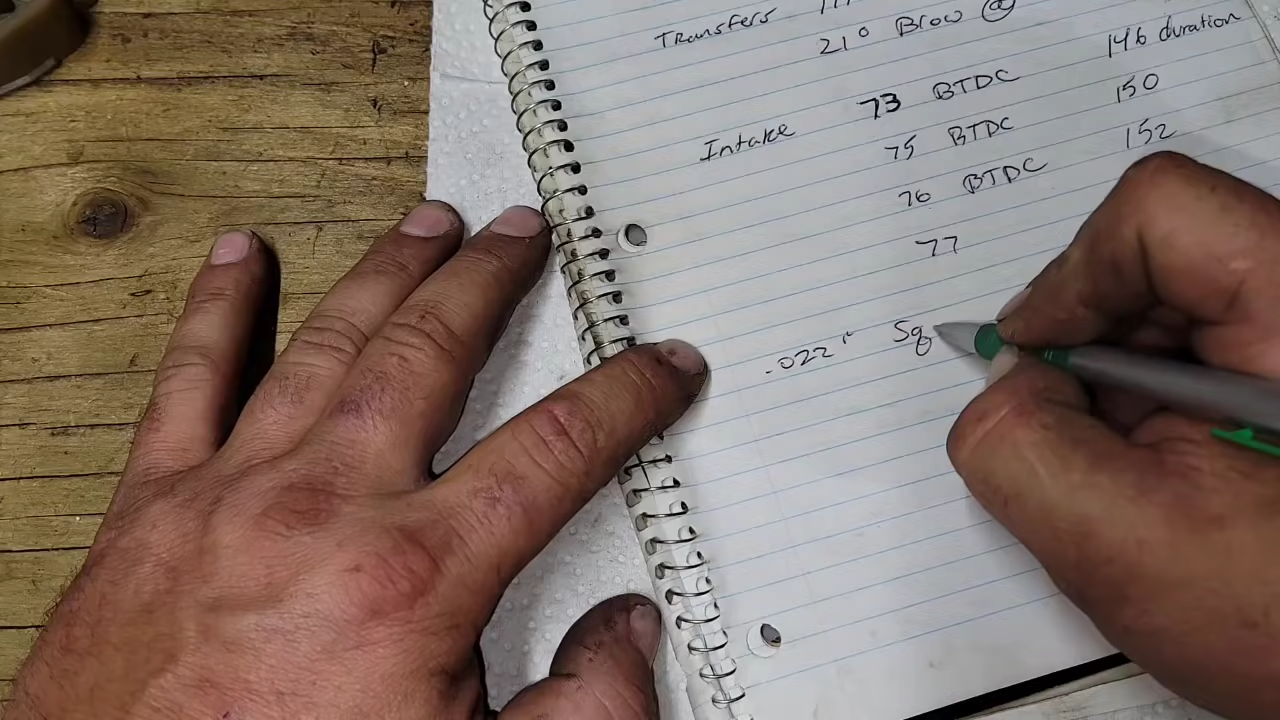 Transfers
21° Blow @
146 duration
Intake 73 BTDC 150
75 BTDC 152
76 BTDC
77
.022" Sq